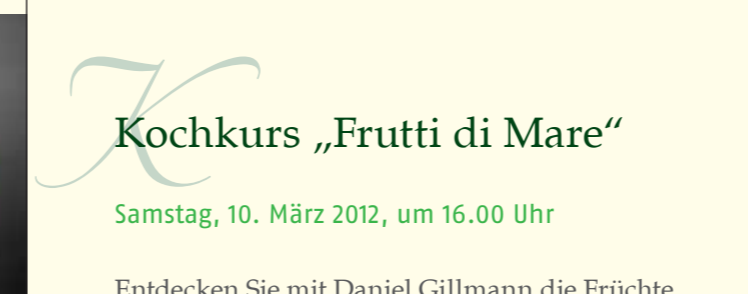 K
Kochkurs „Frutti di Mare“
Samstag, 10. März 2012, um 16.00 Uhr
Entdecken Sie mit Daniel Gillmann die Früchte